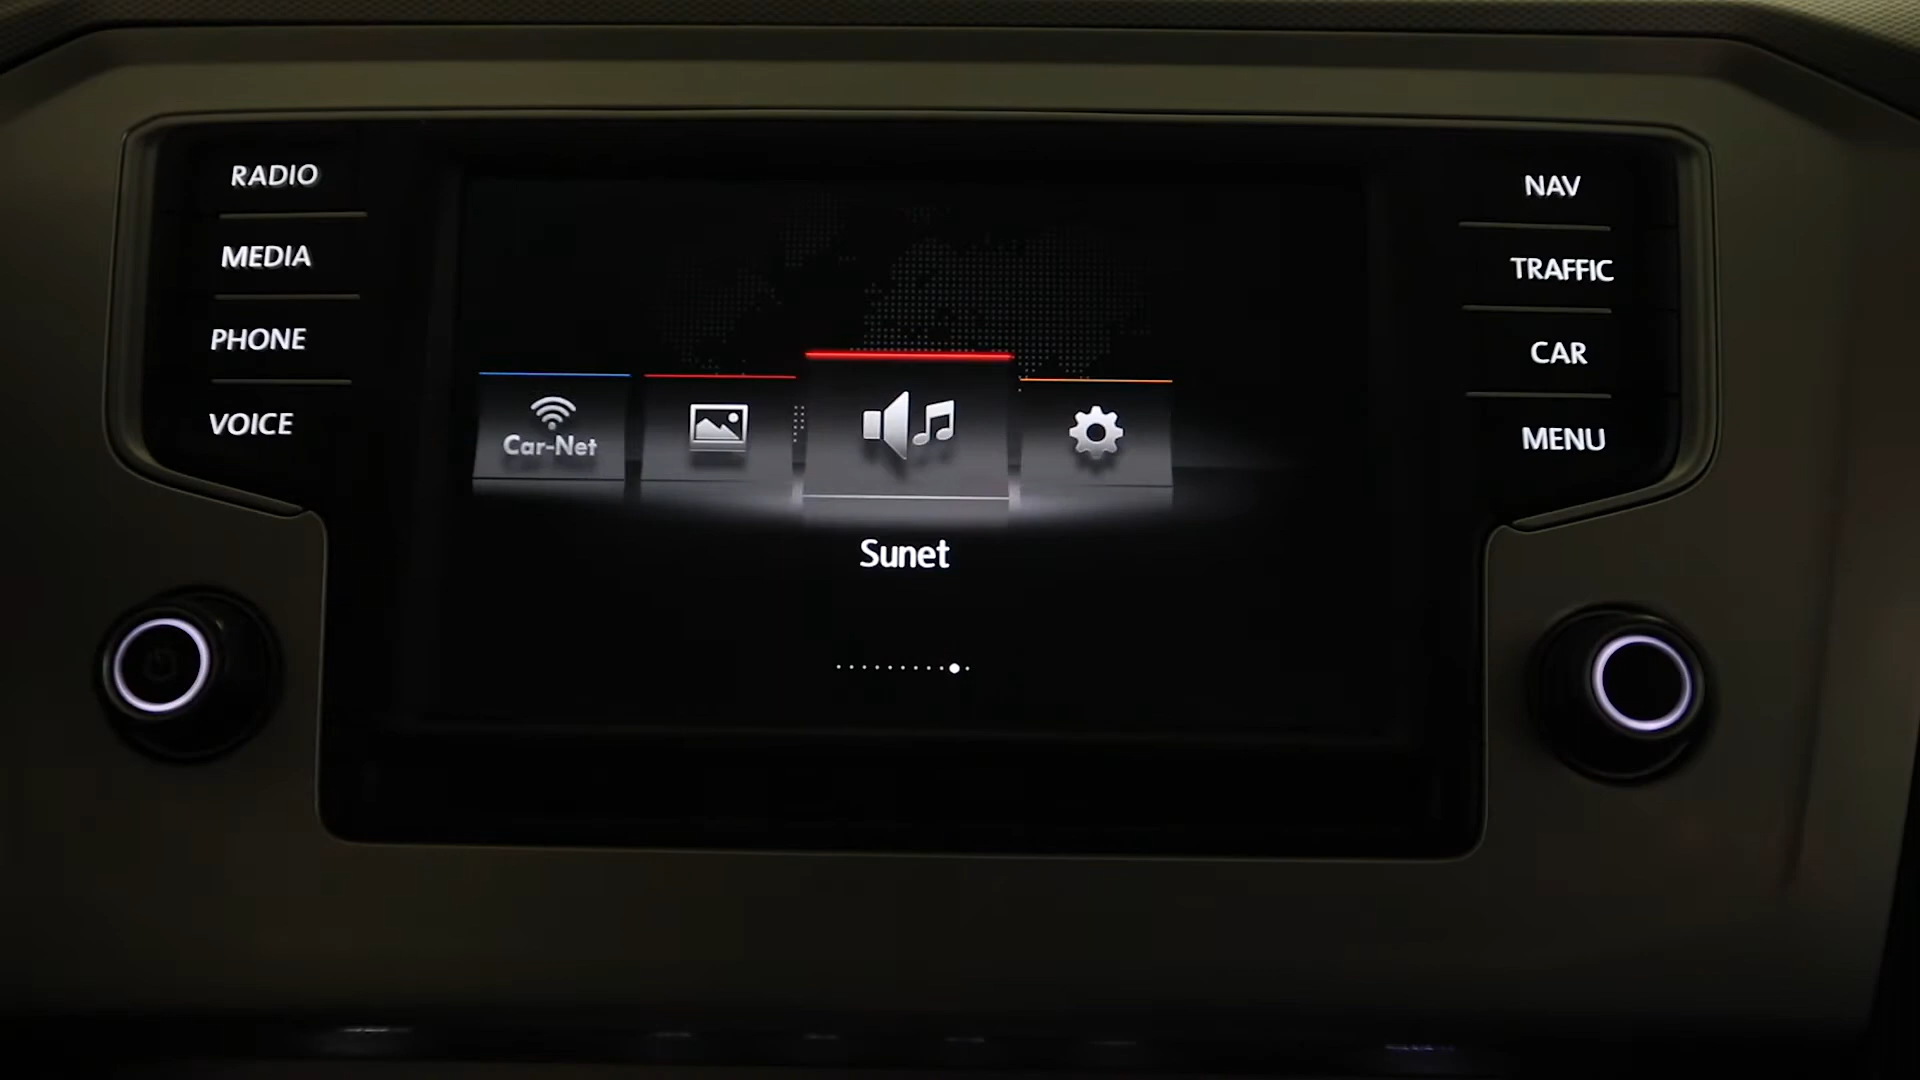 RADIO
MEDIA
PHONE
VOICE
Car-Net
Sunet
NAV
TRAFFIC
CAR
MENU